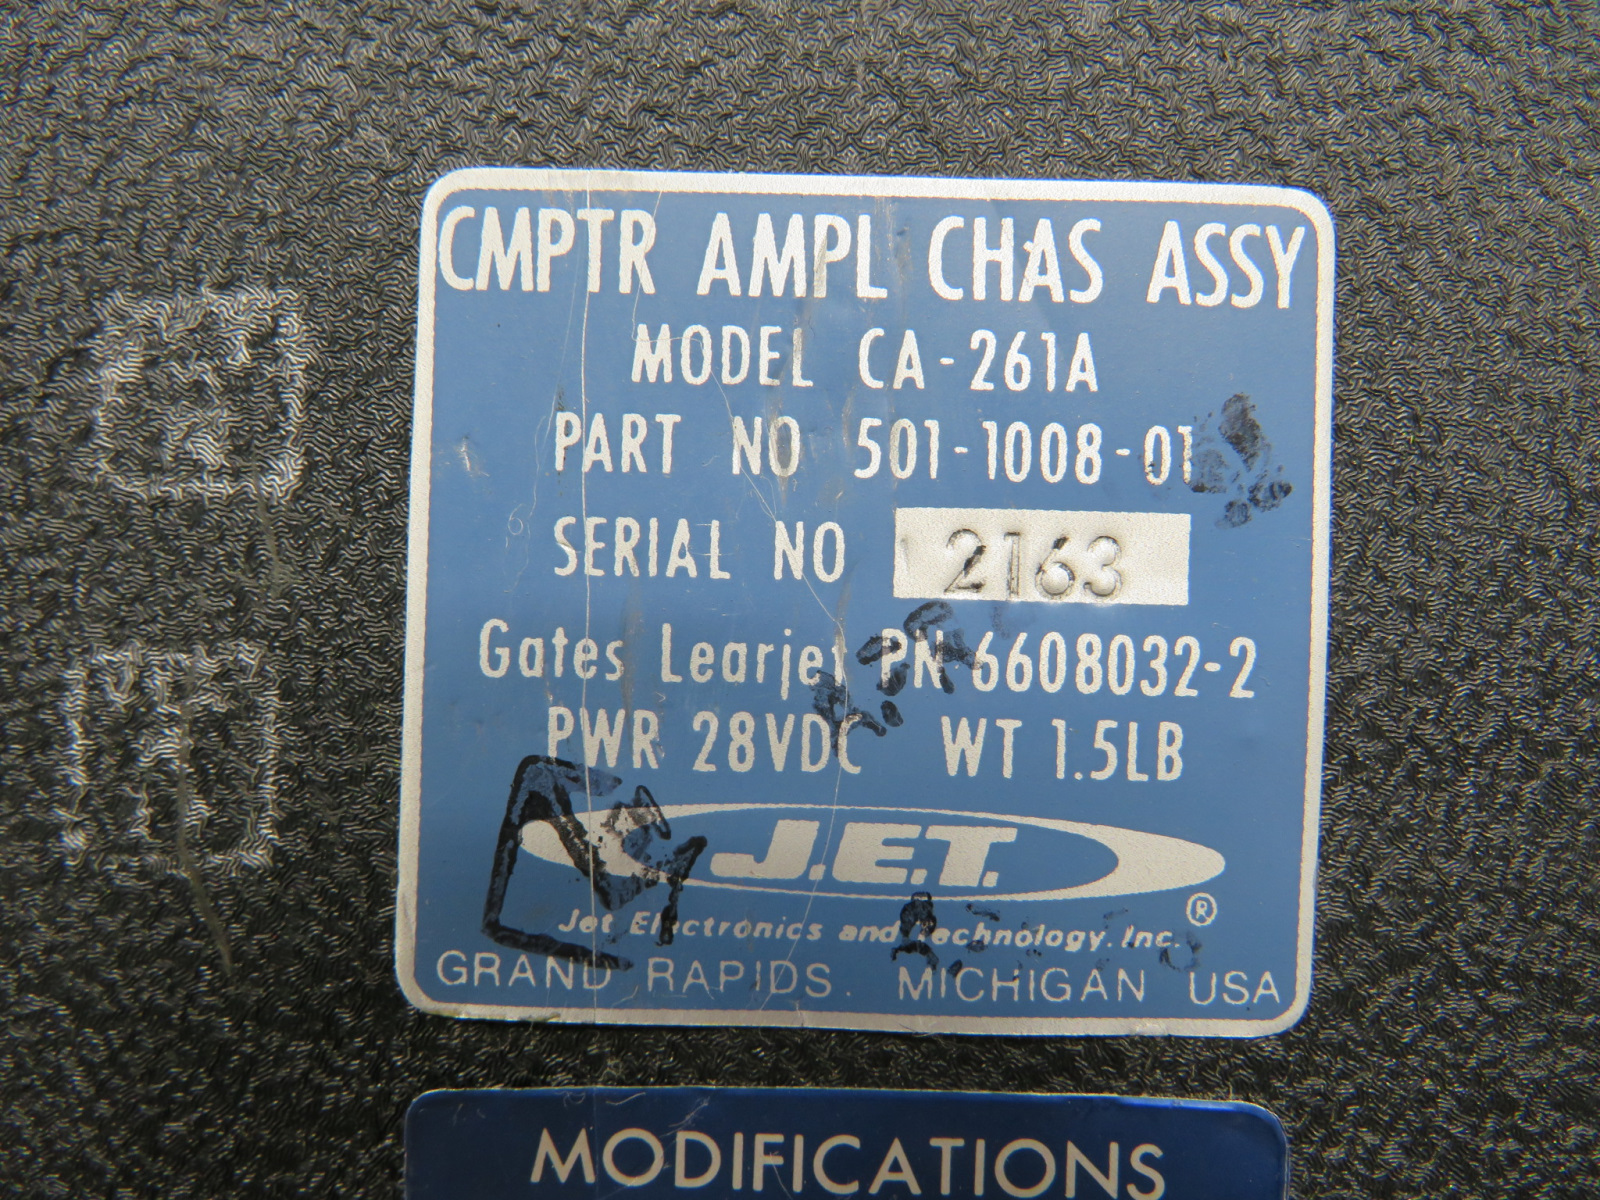 CMPTR AMPL CHAS ASSY
MODEL CA-261A
PART NO 501-1008-01
SERIAL NO 2163
Gates Learjet PN 6608032-2
PWR 28VDC WT 1.5LB
J.E.T.
®
Jet Electronics and Technology, Inc.
GRAND RAPIDS. MICHIGAN USA
MODIFICATIONS